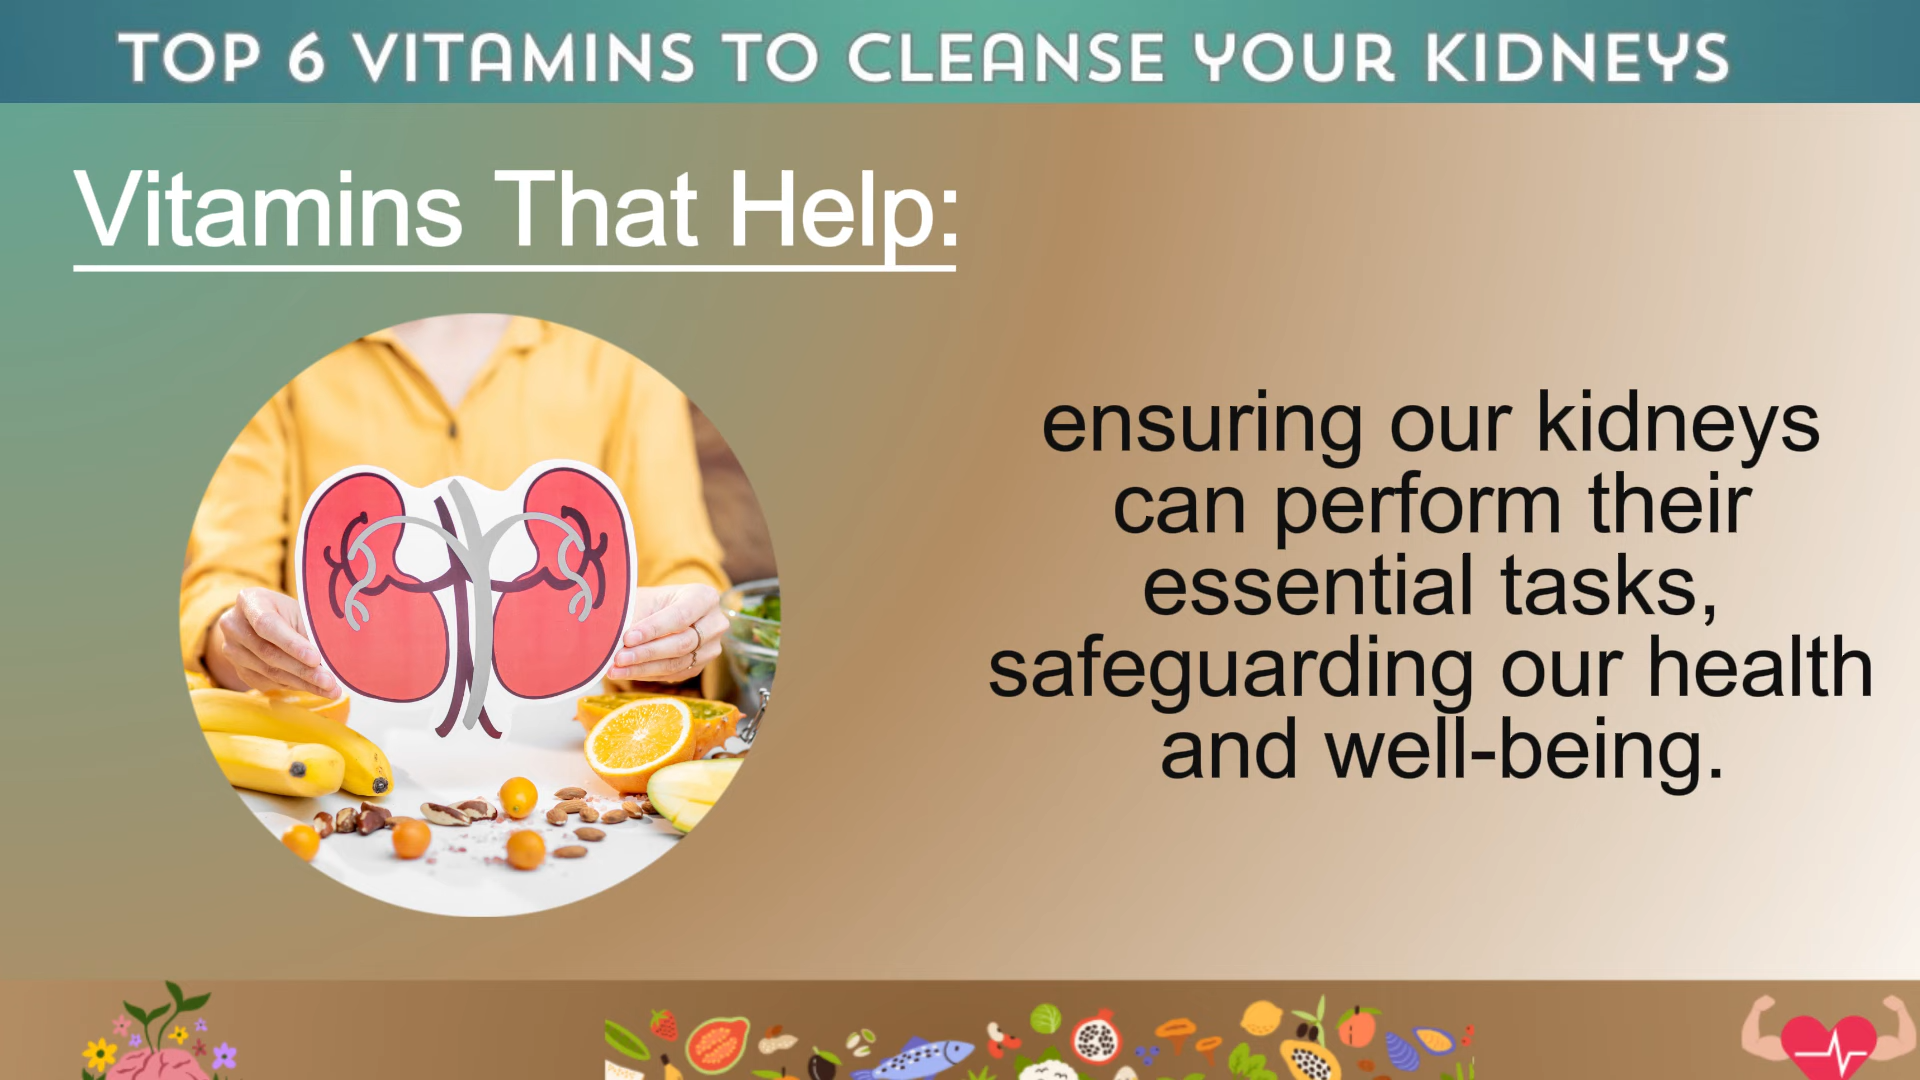 TOP 6 VITAMINS TO CLEANSE YOUR KIDNEYS
Vitamins That Help:
ensuring our kidneys
can perform their
essential tasks,
safeguarding our health
and well-being.